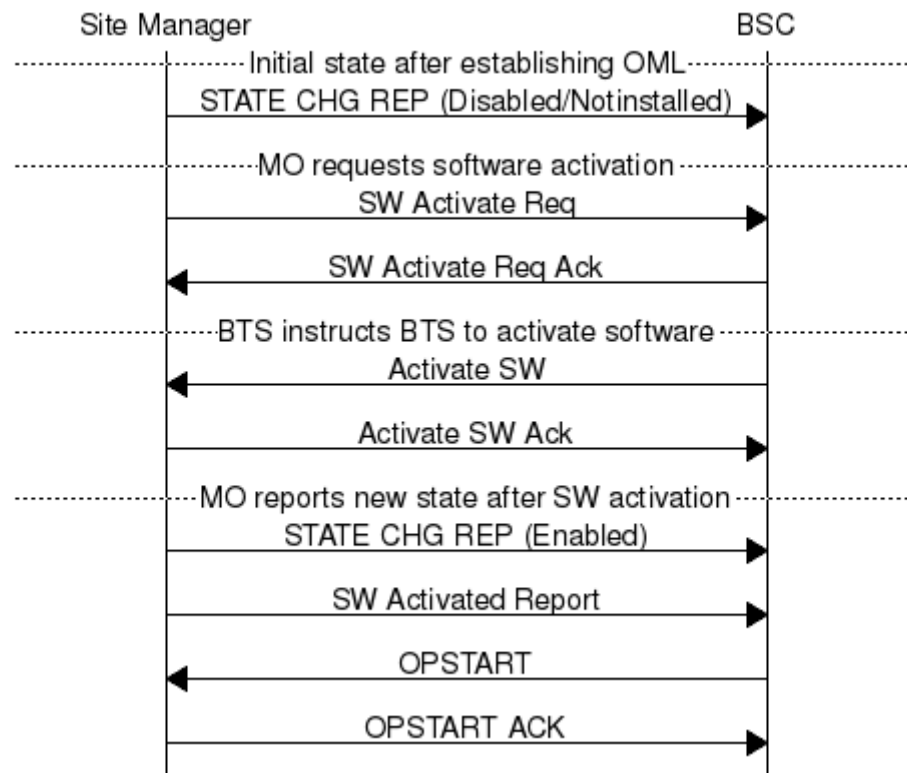 Site Manager
BSC
Initial state after establishing OML
STATE CHG REP (Disabled/Notinstalled)
MO requests software activation
SW Activate Req
SW Activate Req Ack
BTS instructs BTS to activate software
Activate SW
Activate SW Ack
MO reports new state after SW activation
STATE CHG REP (Enabled)
SW Activated Report
OPSTART
OPSTART ACK